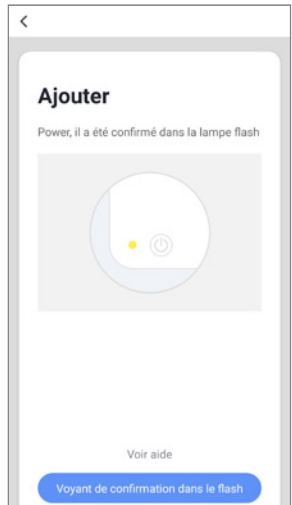 Ajouter
Power, il a été confirmé dans la lampe flash
Voir aide
Voyant de confirmation dans le flash